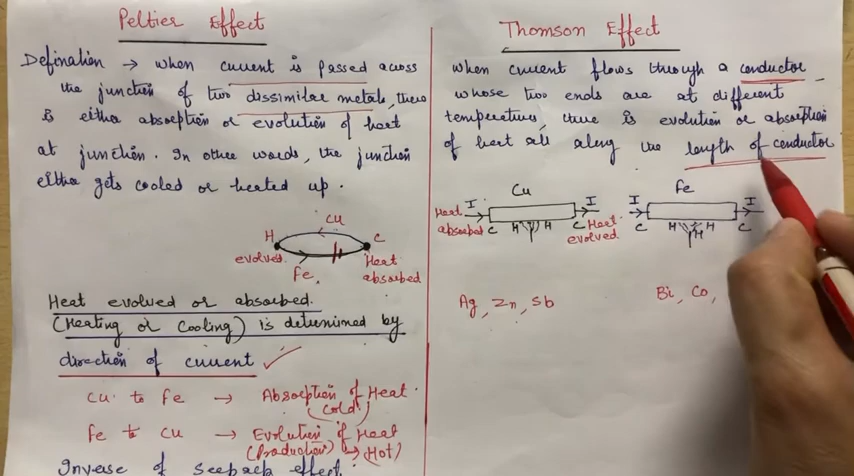 Peltier Effect
Defination → When current is passed across
the junction of two dissimilar metals, there
is either absorption or evolution of heat
at junction. In other words, the junction
either gets cooled or heated up.
Cu
H
C
evolved
Heat
absorbed
Fe
Heat evolved or absorbed.
(Heating or Cooling) is determined by
direction of current
Cu to Fe → Absorption of Heat.
(Cold)
Fe to Cu → Evolution of Heat
(Production) → (Hot)
Inverse of seeback effect.
Thomson Effect
When current flows through a conductor
whose two ends are at different
temperatures, there is evolution or absorption
of heat all along the length of conductor
Cu
Fe
I
I
I
I
Heat
absorbed
C
H
H
C
Heat
evolved
C
H
H
H
C
Ag, Zn, Sb
Bi, Co,